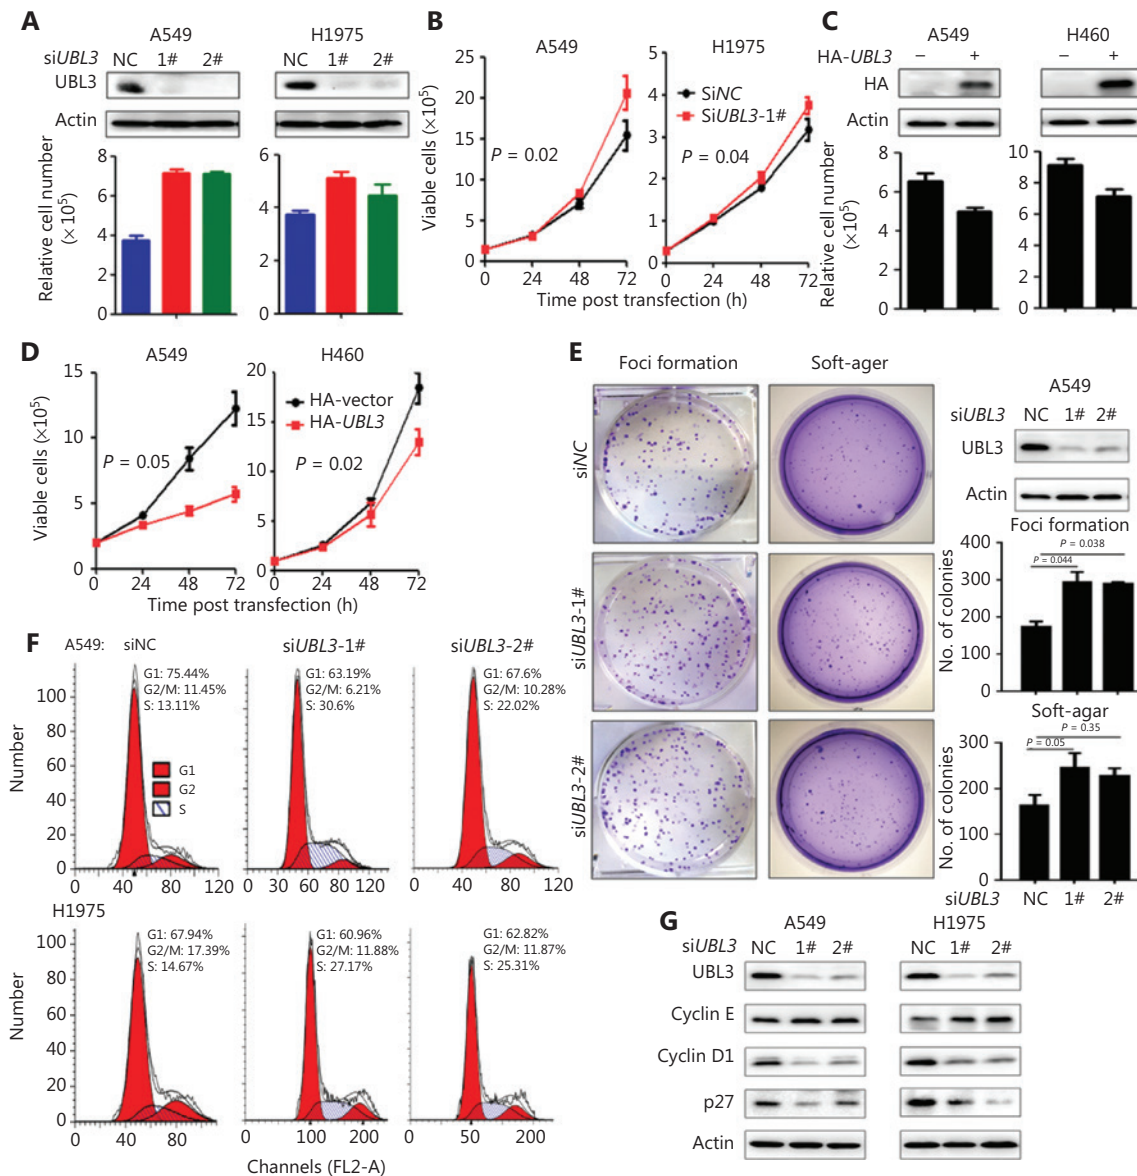 A
A549
H1975
siUBL3 NC 1# 2# NC 1# 2#
UBL3
Actin
Relative cell number
(× 10⁵)
8
6
4
2
0
6
4
2
0
B
A549
H1975
Viable cells (×10⁵)
25
20
15
10
5
0
P = 0.02
0 24 48 72
5
4
3
2
1
0
SiNC
SiUBL3-1#
P = 0.04
0 24 48 72
Time post transfection (h)
C
A549
H460
HA-UBL3 – + – +
HA
Actin
Relative cell number
(×10⁵)
8
6
4
2
0
10
8
6
4
2
0
D
A549
H460
Viable cells (×10⁵)
15
10
5
0
P = 0.05
0 24 48 72
20
15
10
5
0
HA-vector
HA-UBL3
P = 0.02
0 24 48 72
Time post transfection (h)
E
Foci formation
Soft-ager
siNC
siUBL3-1#
siUBL3-2#
A549
siUBL3 NC 1# 2#
UBL3
Actin
Foci formation
P = 0.038
P = 0.044
No. of colonies
400
300
200
100
0
Soft-agar
P = 0.35
P = 0.05
No. of colonies
300
200
100
0
siUBL3 NC 1# 2#
F
A549: siNC
siUBL3-1#
siUBL3-2#
Number
100
80
60
40
20
0
G1: 75.44%
G2/M: 11.45%
S: 13.11%
G1
G2
S
0 40 80 120
G1: 63.19%
G2/M: 6.21%
S: 30.6%
0 30 60 90 120
G1: 67.6%
G2/M: 10.28%
S: 22.02%
0 40 80 120
H1975
Number
100
80
60
40
20
0
G1: 67.94%
G2/M: 17.39%
S: 14.67%
40 80
G1: 60.96%
G2/M: 11.88%
S: 27.17%
0 100 200
G1: 62.82%
G2/M: 11.87%
S: 25.31%
0 50 200
Channels (FL2-A)
G
A549
H1975
siUBL3 NC 1# 2# NC 1# 2#
UBL3
Cyclin E
Cyclin D1
p27
Actin